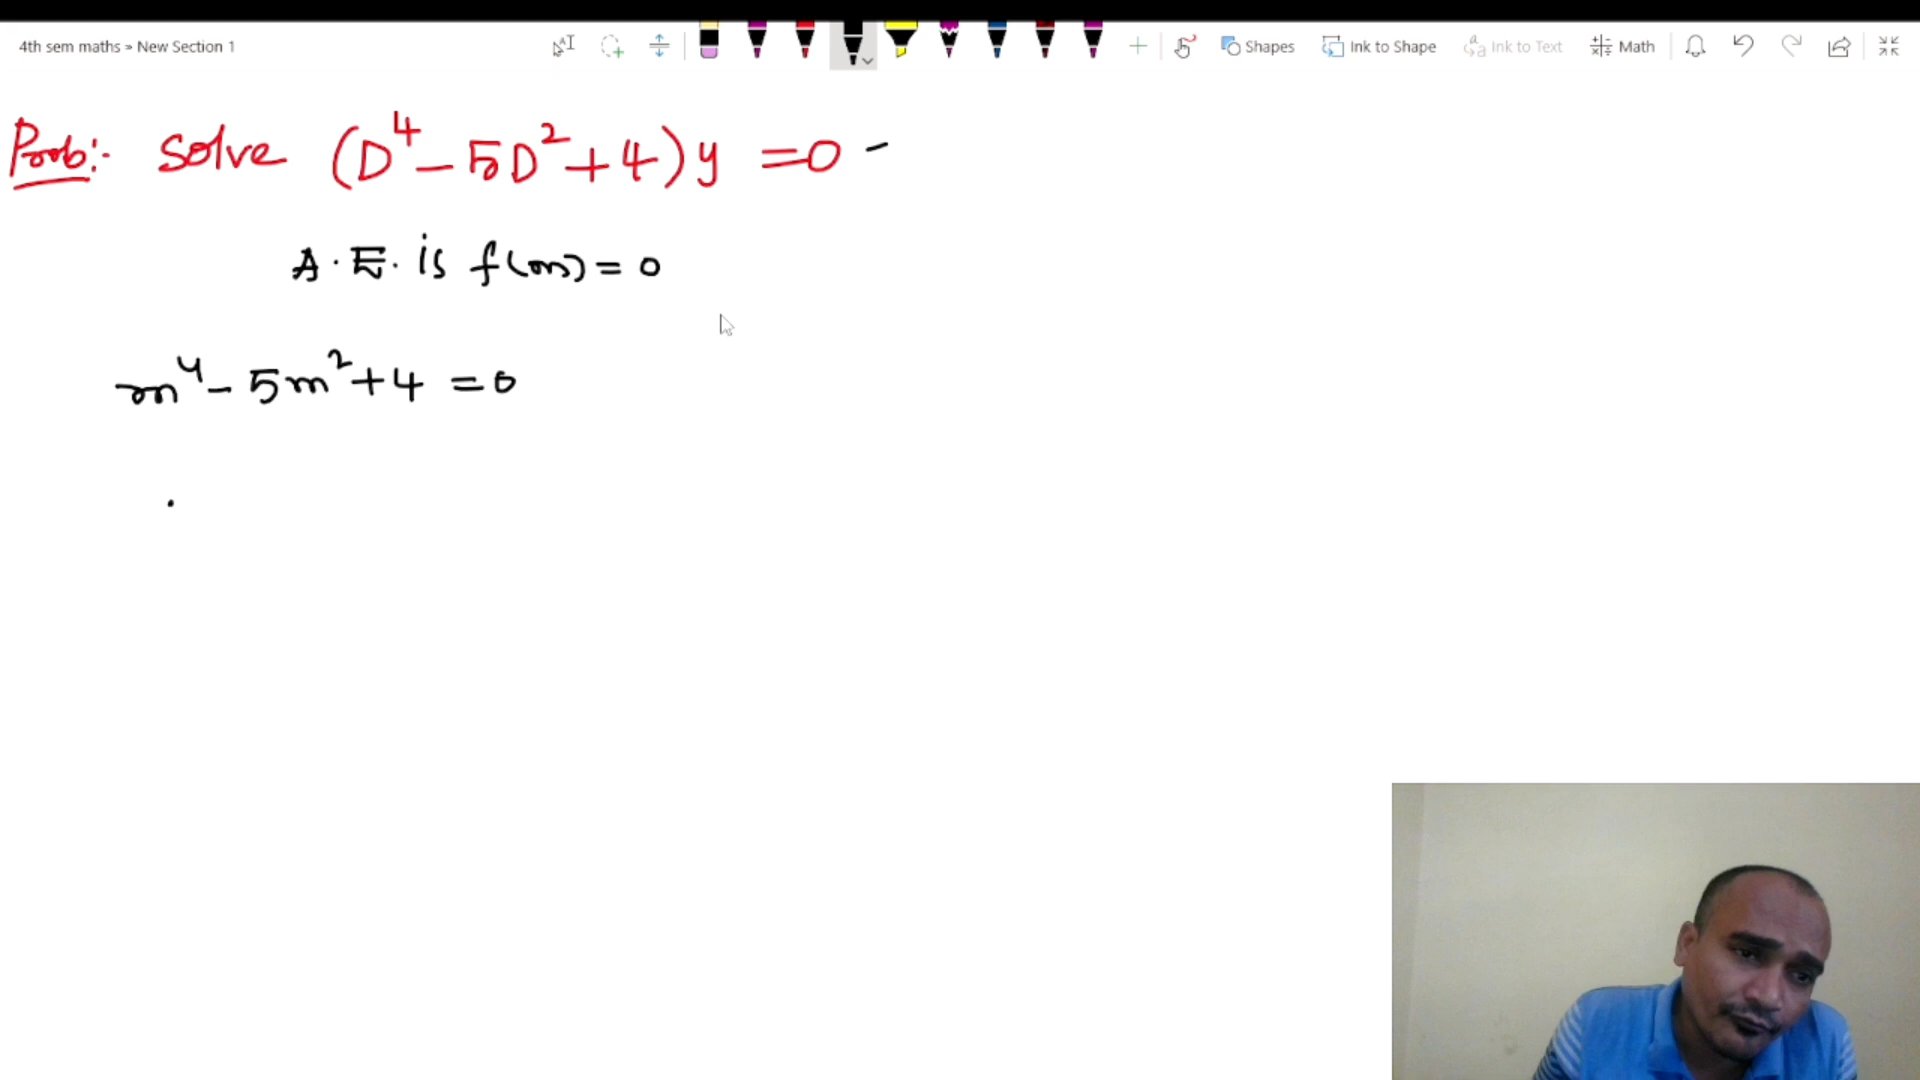 4th sem maths » New Section 1
Shapes
Ink to Shape
Ink to Text
Math
Prob:- Solve (D⁴ - 5D² + 4) y = 0 -
A.E. is f(m) = 0
m⁴ - 5m² + 4 = 0